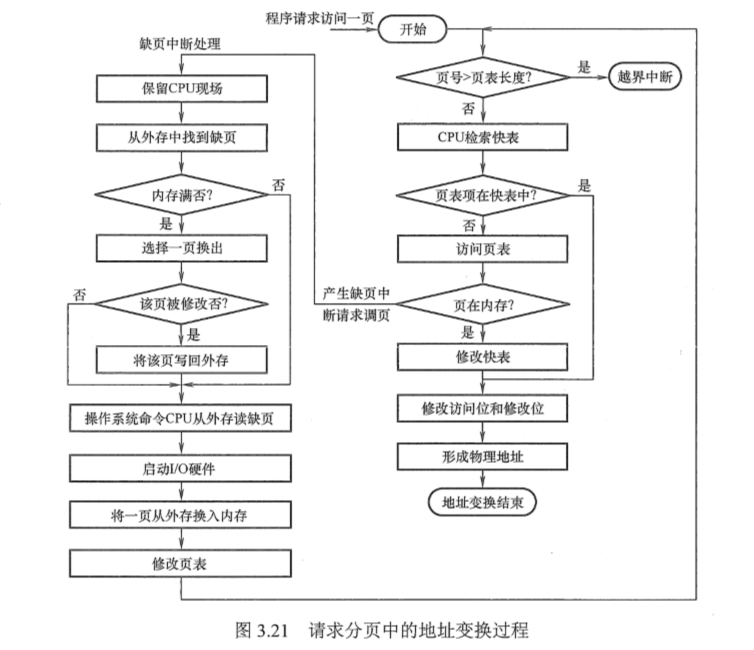 程序请求访问一页
开始
缺页中断处理
保留CPU现场
从外存中找到缺页
内存满否?
否
是
选择一页换出
该页被修改否?
否
是
将该页写回外存
操作系统命令CPU从外存读缺页
启动I/O硬件
将一页从外存换入内存
修改页表
页号>页表长度?
是
越界中断
否
CPU检索快表
页表项在快表中?
是
否
访问页表
产生缺页中
断请求调页
页在内存?
是
修改快表
修改访问位和修改位
形成物理地址
地址变换结束
图 3.21 请求分页中的地址变换过程